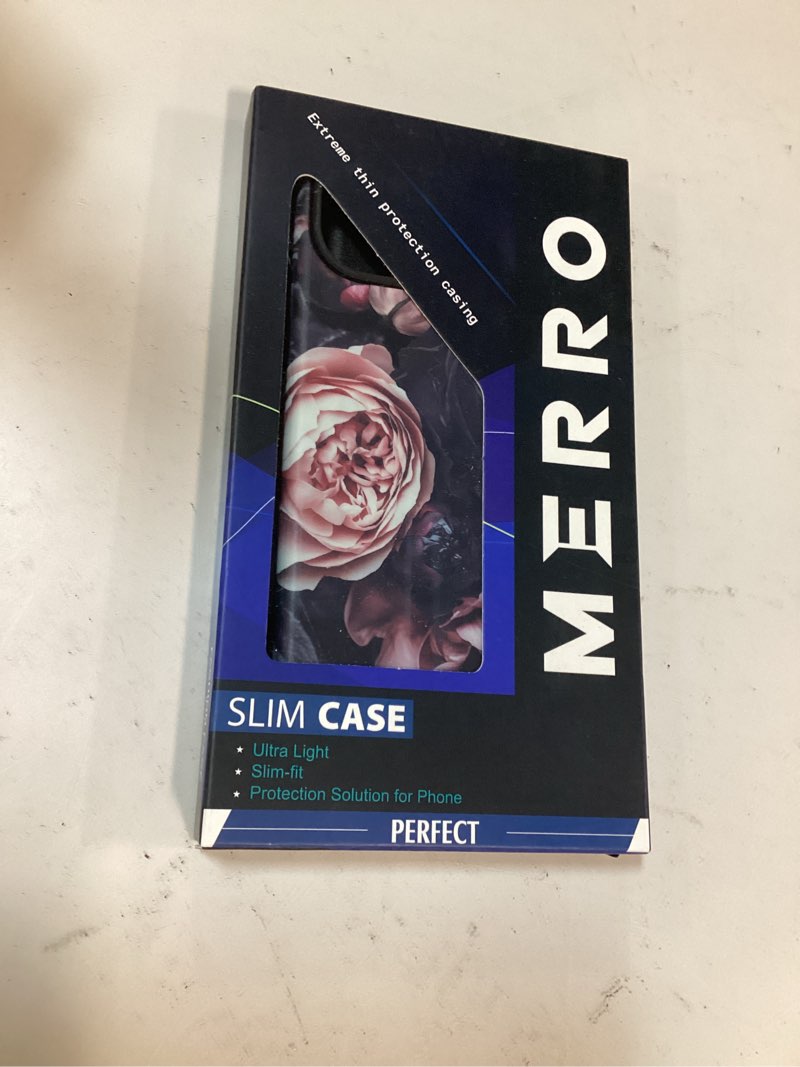 Extreme thin protection casing
MERRO
SLIM CASE
Ultra Light
Slim-fit
Protection Solution for Phone
PERFECT